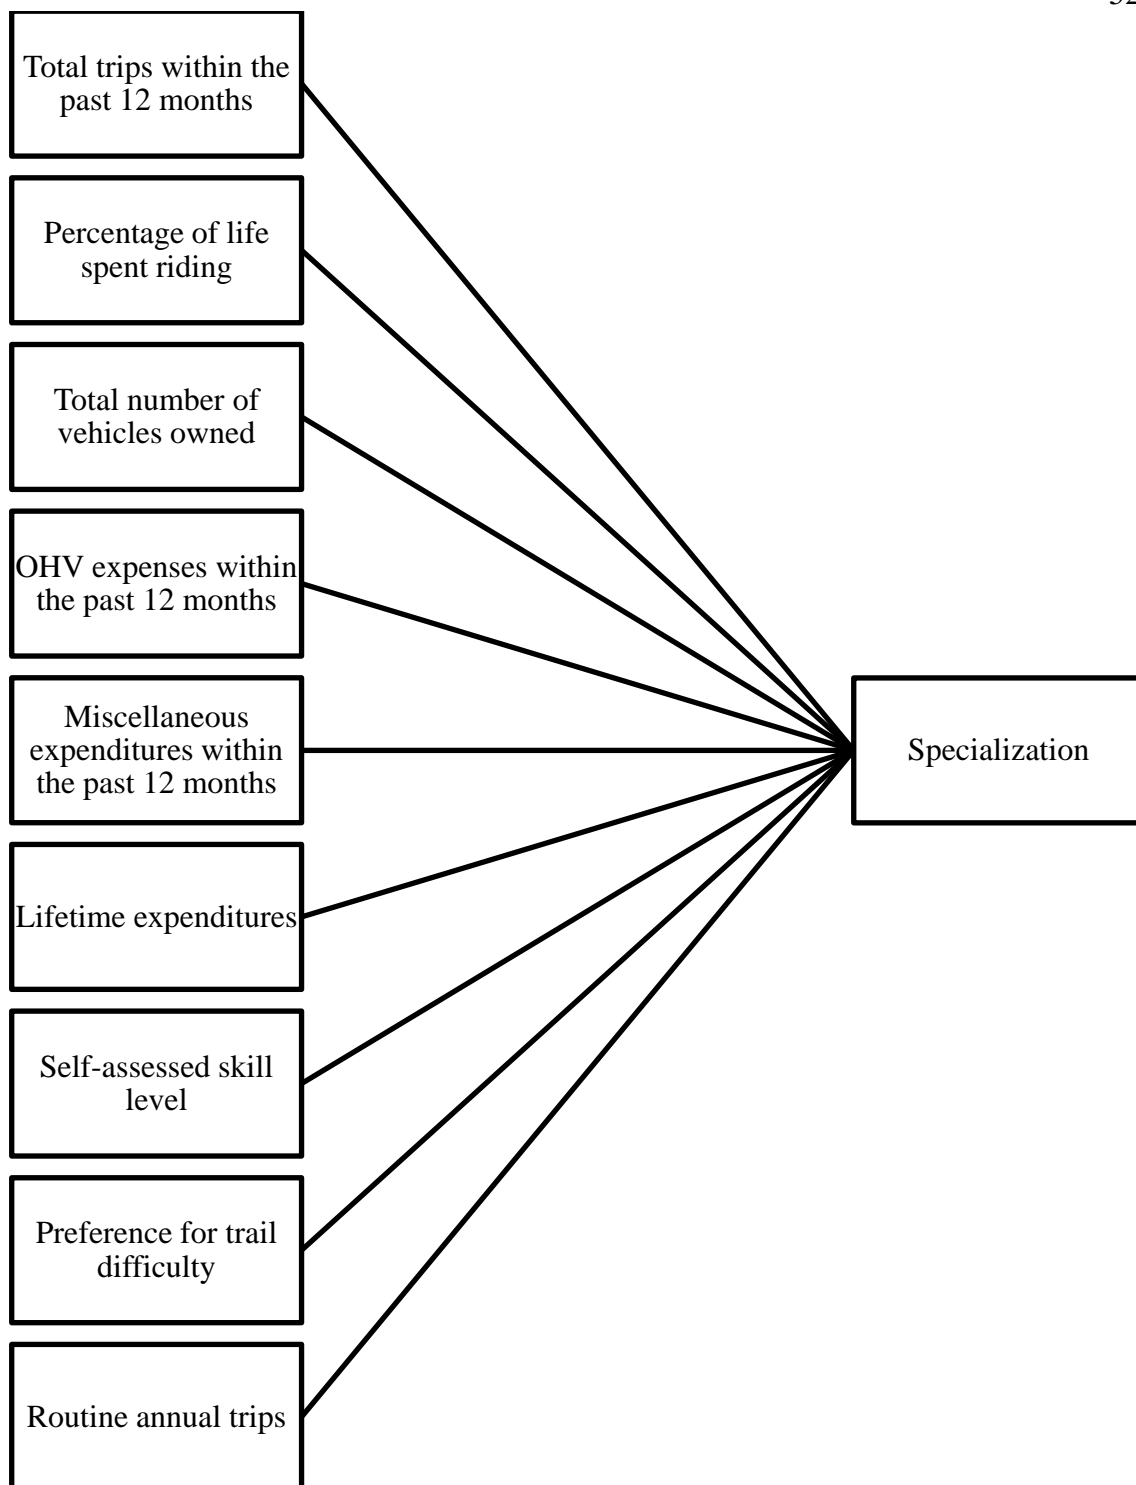 Total trips within the
past 12 months
Percentage of life
spent riding
Total number of
vehicles owned
OHV expenses within
the past 12 months
Miscellaneous
expenditures within
the past 12 months
Specialization
Lifetime expenditures
Self-assessed skill
level
Preference for trail
difficulty
Routine annual trips